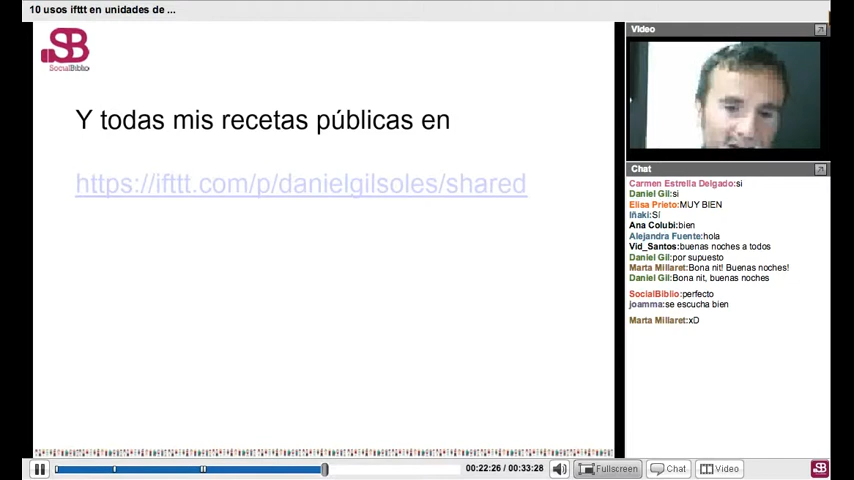 10 usos ifttt en unidades de ...
SB
SocialBiblio
Y todas mis recetas públicas en
https://ifttt.com/p/danielgilsoles/shared
Video
Chat
Carmen Estrella Delgado:si
Daniel Gil:si
Elisa Prieto:MUY BIEN
Iñaki:Sí
Ana Colubi:bien
Alejandra Fuente:hola
Vid_Santos:buenas noches a todos
Daniel Gil:por supuesto
Marta Millaret:Bona nit! Buenas noches!
Daniel Gil:Bona nit, buenas noches
SocialBiblio:perfecto
joamma:se escucha bien
Marta Millaret:xD
00:22:26 / 00:33:28
Fullscreen
Chat
Video
SB